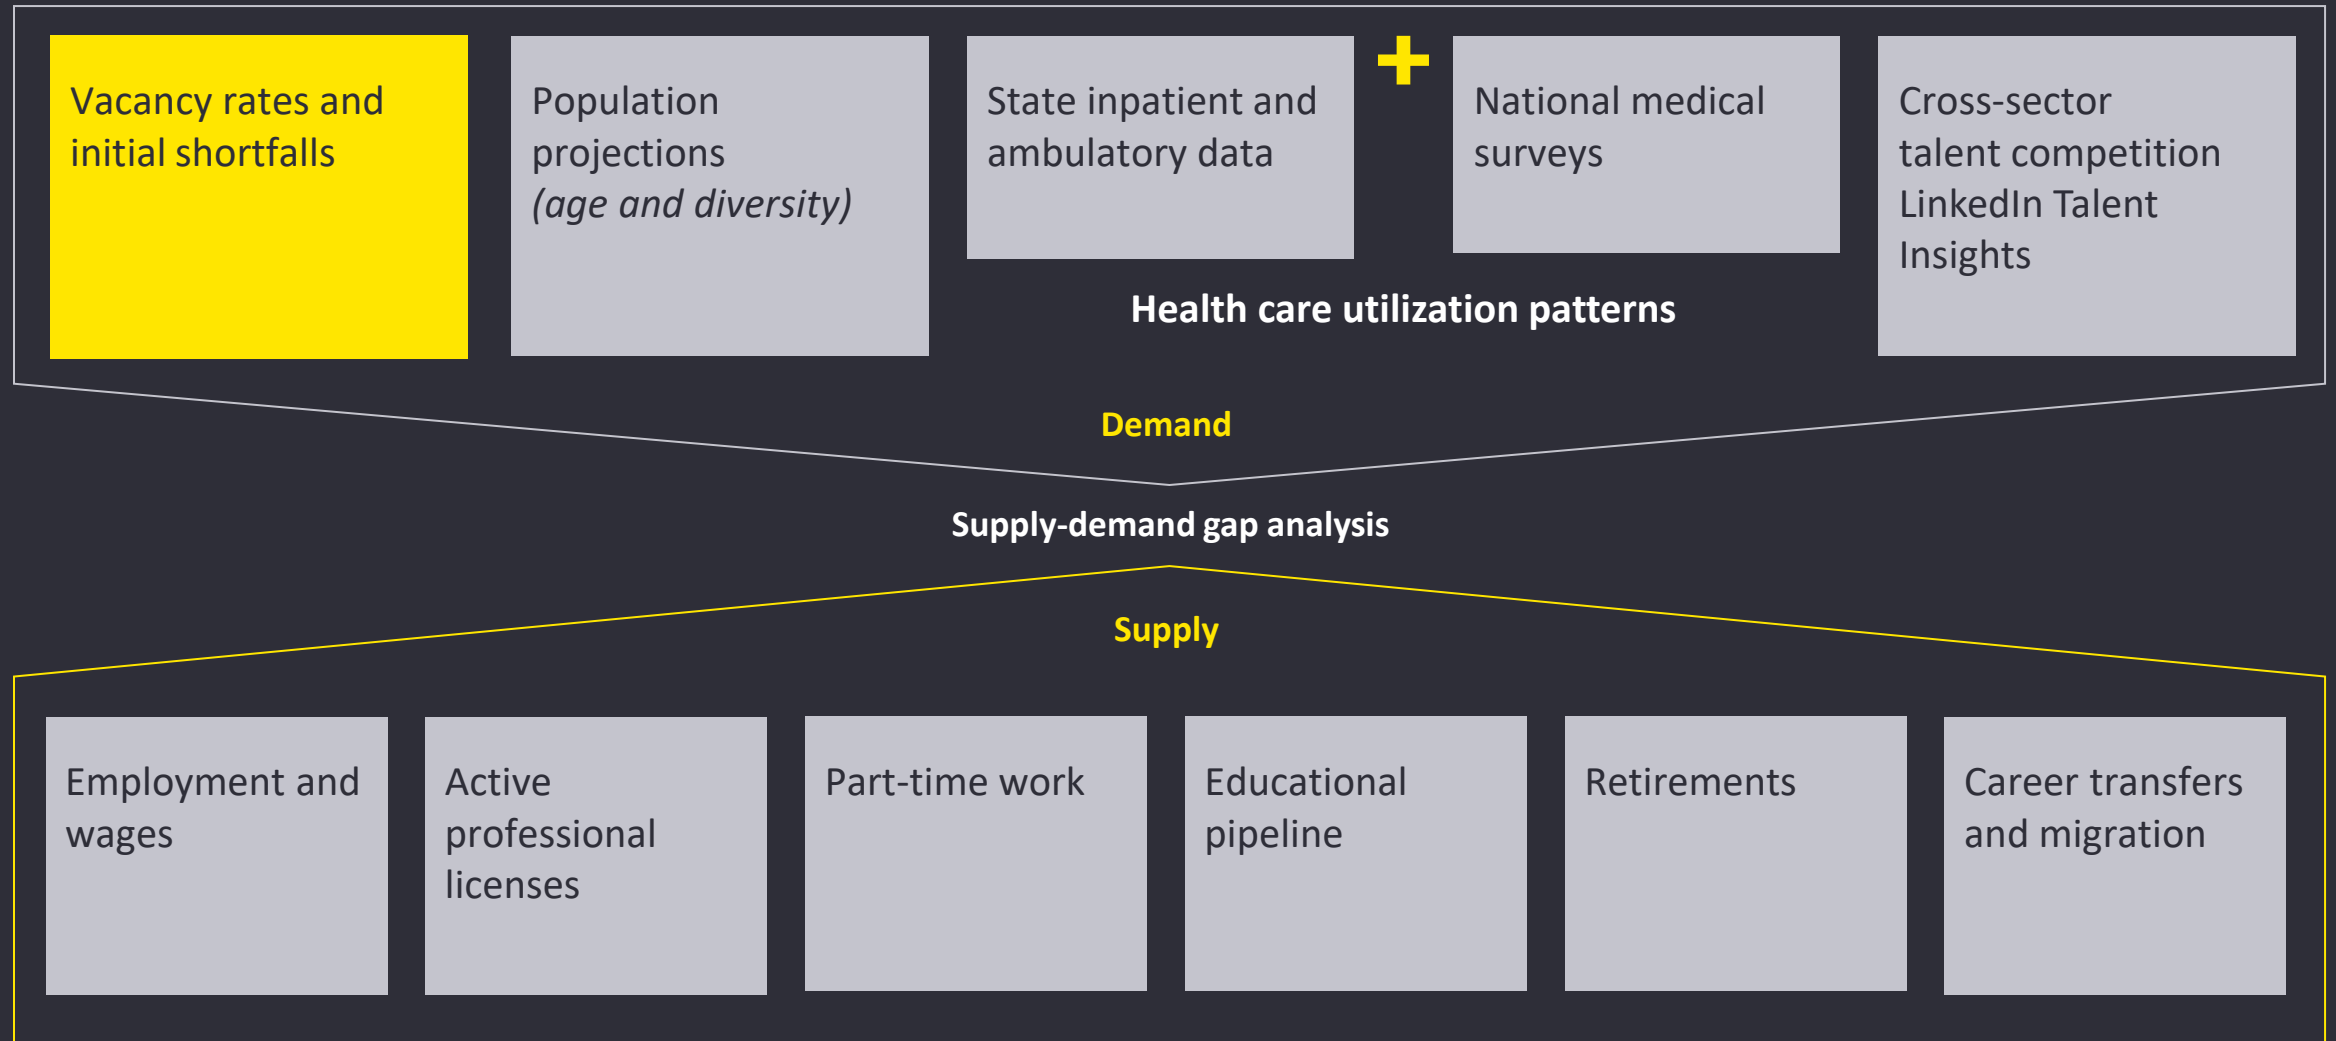 Vacancy rates and
initial shortfalls
Population
projections
(age and diversity)
State inpatient and
ambulatory data
+
National medical
surveys
Health care utilization patterns
Cross-sector
talent competition
LinkedIn Talent
Insights
Demand
Supply-demand gap analysis
Supply
Employment and
wages
Active
professional
licenses
Part-time work
Educational
pipeline
Retirements
Career transfers
and migration